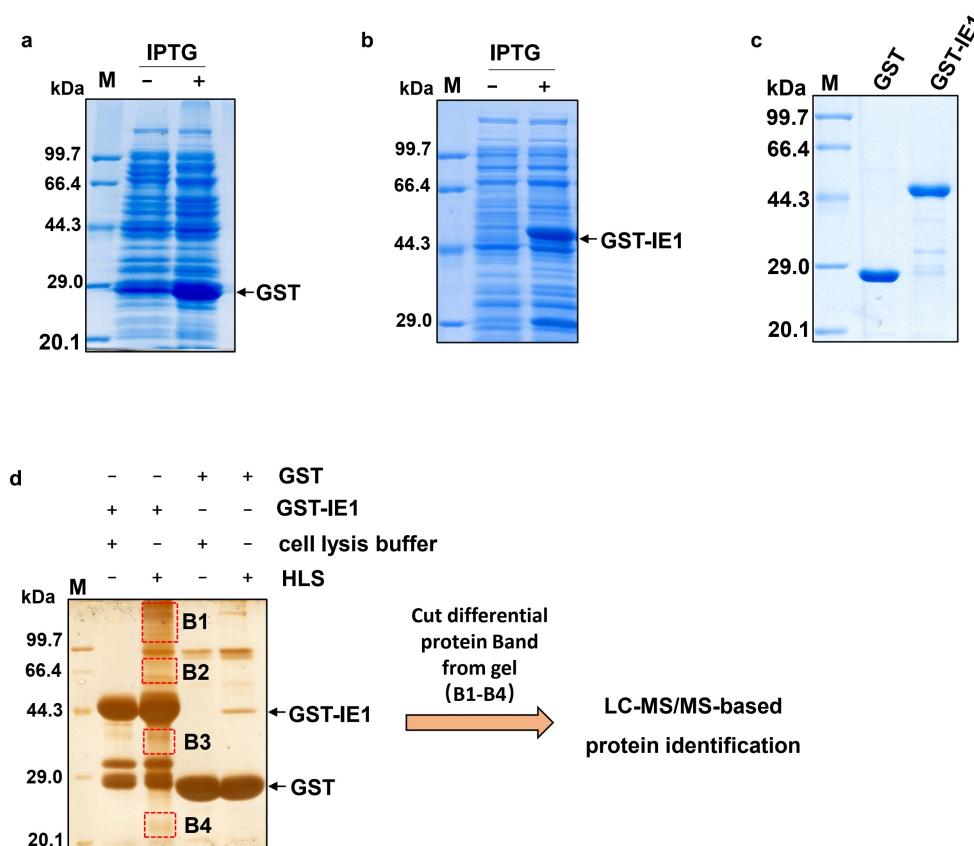 a
IPTG
M − +
kDa
99.7
66.4
44.3
29.0
20.1
GST
b
IPTG
M − +
kDa
99.7
66.4
44.3
29.0
GST-IE1
c
kDa M GST GST-IE1
99.7
66.4
44.3
29.0
20.1
d
− − + + GST
+ + − − GST-IE1
+ − + − cell lysis buffer
− + − + HLS
M
kDa
99.7
66.4
44.3
29.0
20.1
B1
B2
B3
B4
GST-IE1
GST
Cut differential
protein Band
from gel
(B1-B4)
LC-MS/MS-based
protein identification